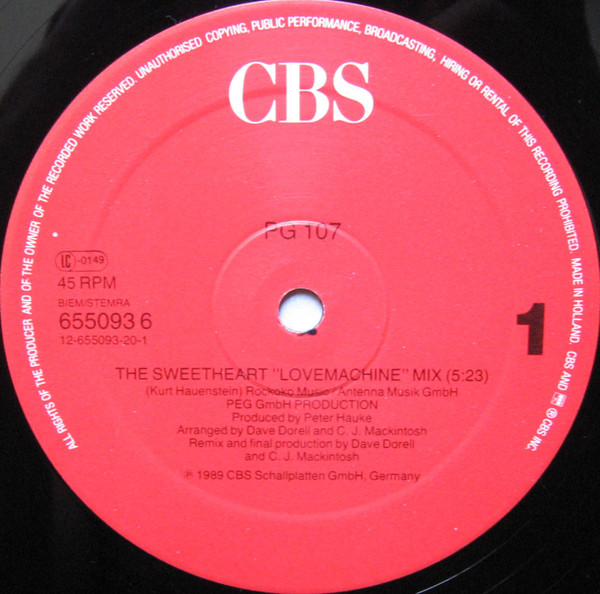 ALL RIGHTS OF THE PRODUCER AND OF THE OWNER OF THE RECORDED WORK RESERVED. UNAUTHORISED COPYING, PUBLIC PERFORMANCE, BROADCASTING, HIRING OR RENTAL OF THIS RECORDING PROHIBITED. MADE IN HOLLAND. CBS AND ® CBS INC.
CBS
PG 107
LC -0149
45 RPM
BIEM/STEMRA
655093 6
12-655093-20-1
1
THE SWEETHEART "LOVEMACHINE" MIX (5:23)
(Kurt Hauenstein) Rockoko Music / Antenna Musik GmbH
PEG GmbH PRODUCTION
Produced by Peter Hauke
Arranged by Dave Dorell and C. J. Mackintosh
Remix and final production by Dave Dorell
and C. J. Mackintosh
℗ 1989 CBS Schallplatten GmbH, Germany